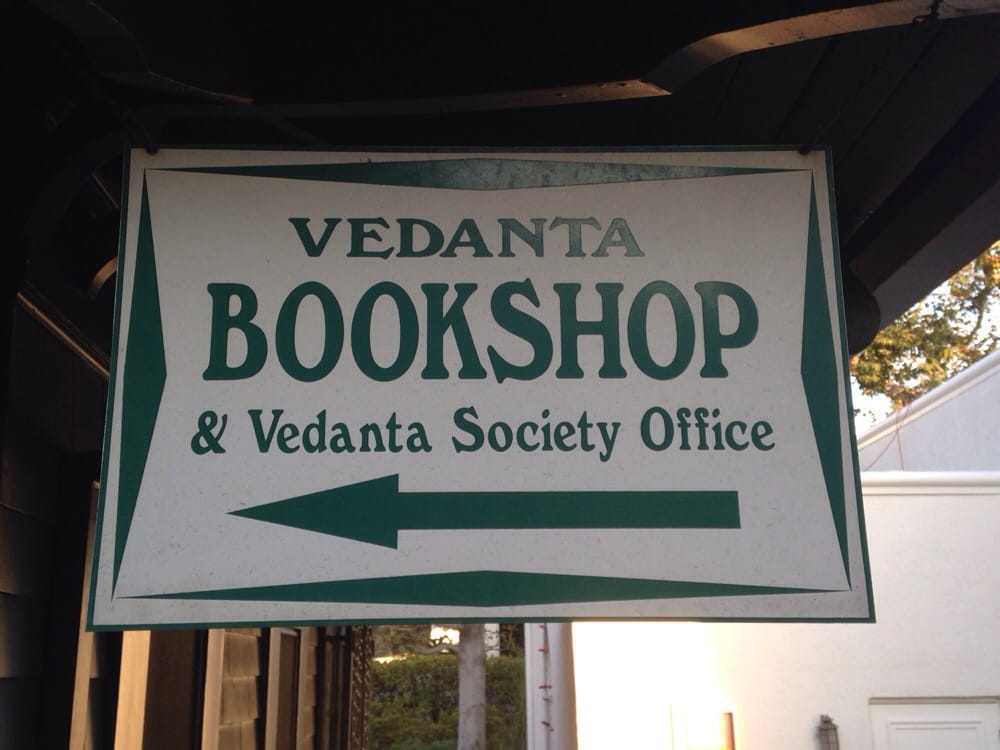 VEDANTA
BOOKSHOP
& Vedanta Society Office